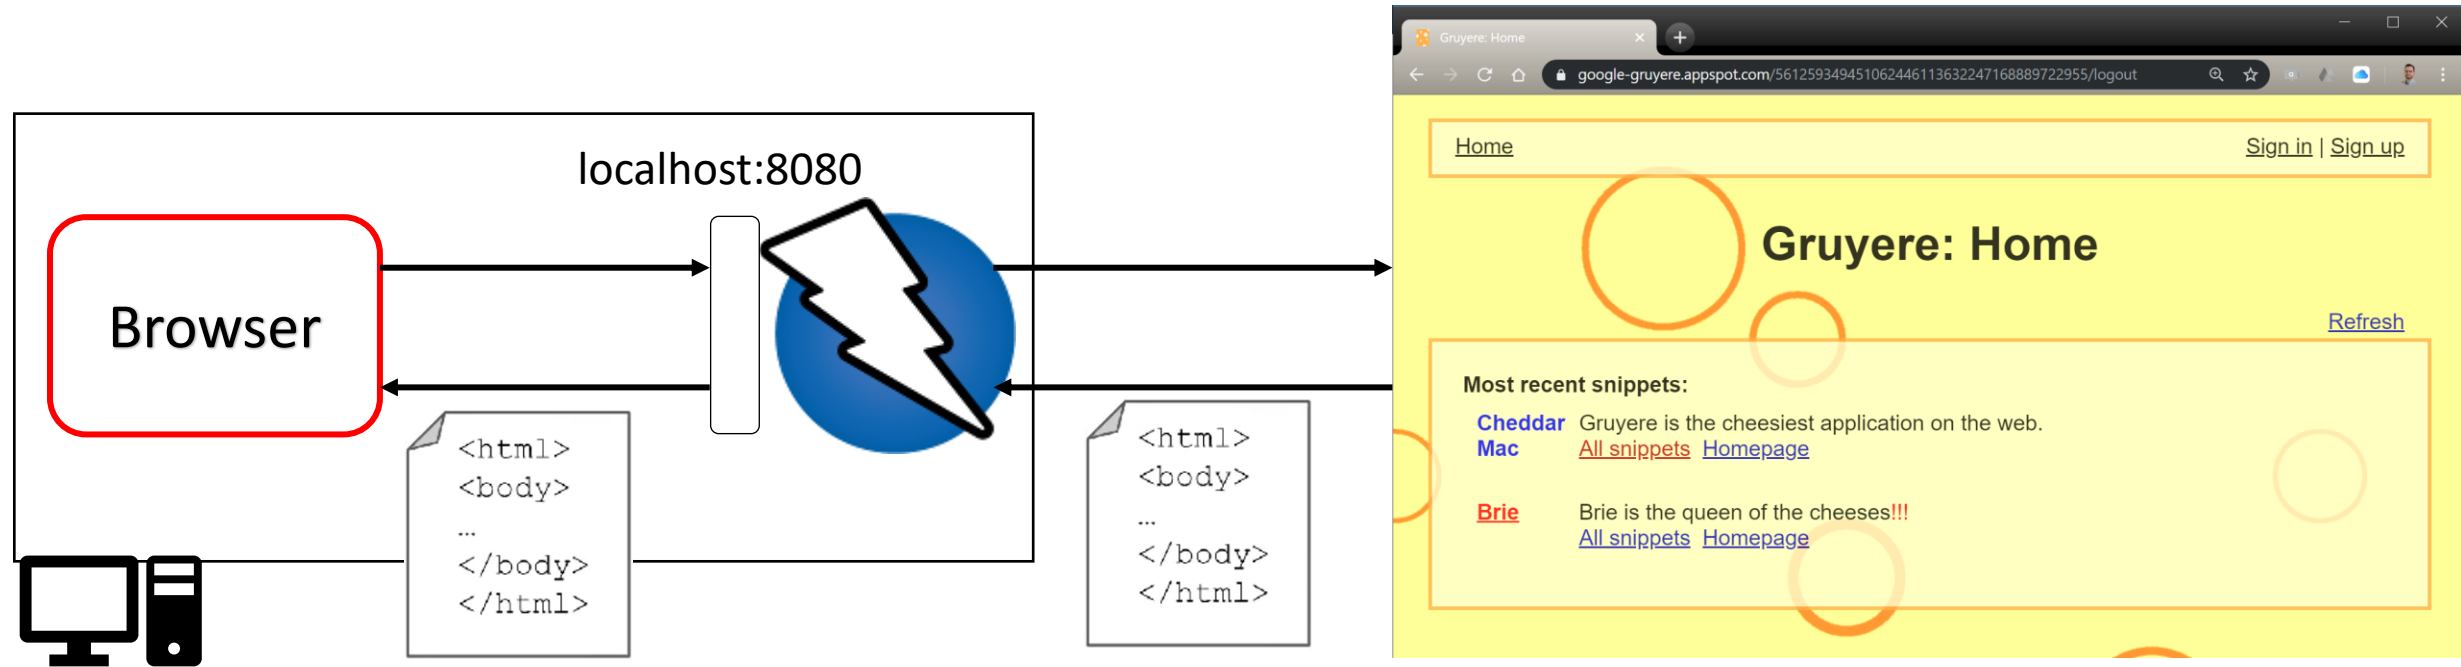 localhost:8080
Browser
<html>
<body>
...
</body>
</html>
<html>
<body>
...
</body>
</html>
Gruyere: Home
google-gruyere.appspot.com/561259349451062446113632247168889722955/logout
Home
Sign in | Sign up
Gruyere: Home
Refresh
Most recent snippets:
Cheddar Gruyere is the cheesiest application on the web.
Mac All snippets Homepage
Brie Brie is the queen of the cheeses!!!
All snippets Homepage